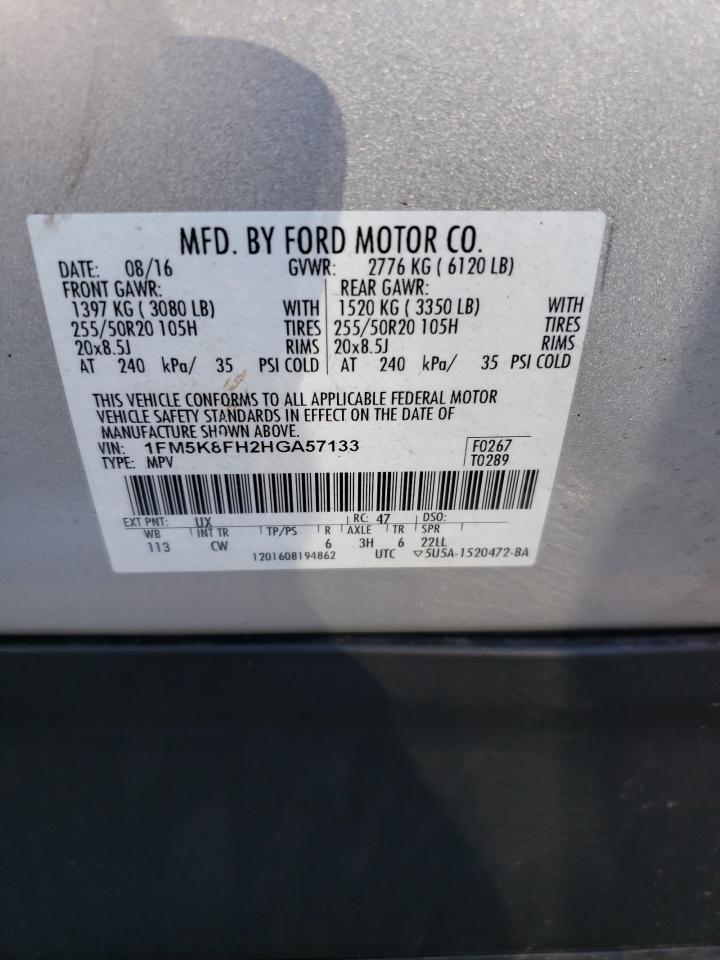 MFD. BY FORD MOTOR CO.
DATE: 08/16 GVWR: 2776 KG ( 6120 LB)
FRONT GAWR: REAR GAWR:
1397 KG ( 3080 LB) WITH 1520 KG ( 3350 LB) WITH
255/50R20 105H TIRES 255/50R20 105H TIRES
20x8.5J RIMS 20x8.5J RIMS
AT 240 kPa/ 35 PSI COLD AT 240 kPa/ 35 PSI COLD
THIS VEHICLE CONFORMS TO ALL APPLICABLE FEDERAL MOTOR
VEHICLE SAFETY STANDARDS IN EFFECT ON THE DATE OF
MANUFACTURE SHOWN ABOVE.
VIN: 1FM5K8FH2HGA57133 F0267
TYPE: MPV T0289
EXT PNT: UX RC: 47 DSO:
WB INT TR TP/PS R AXLE TR SPR
113 CW 6 3H 6 22LL
1201608194862 UTC ▽5U5A-1520472-BA